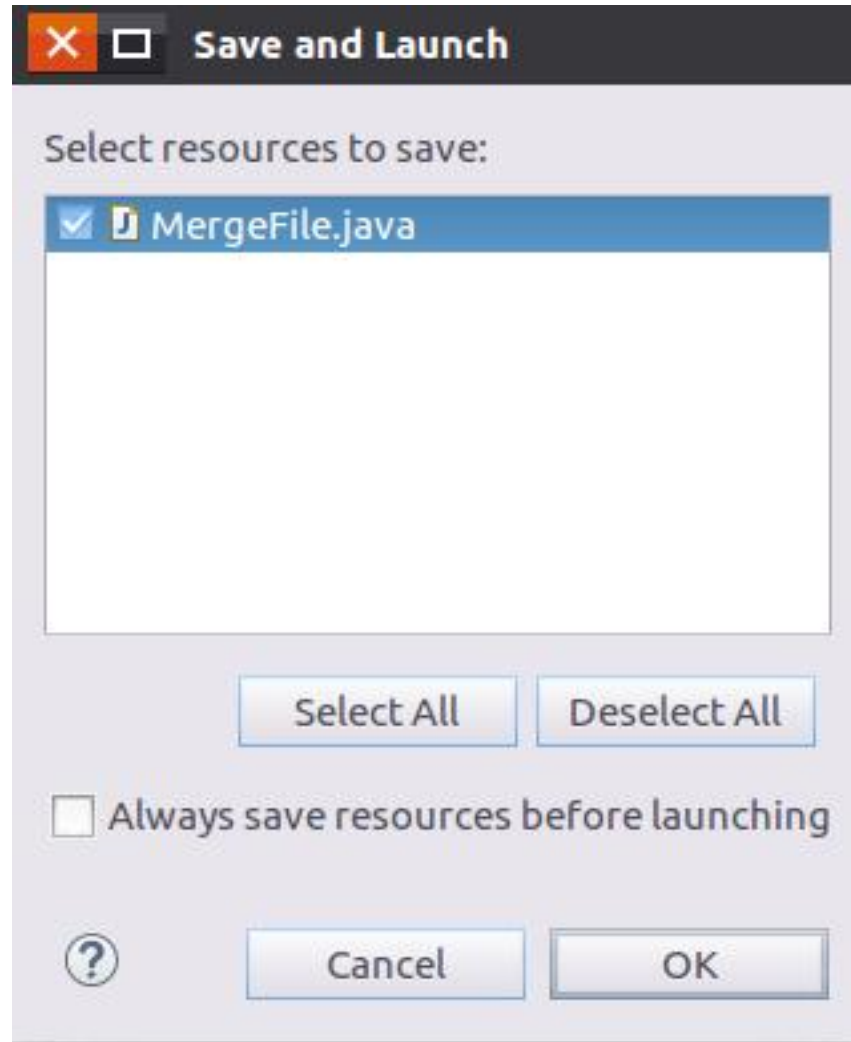 Save and Launch
Select resources to save:
MergeFile.java
Select All Deselect All
Always save resources before launching
? Cancel OK